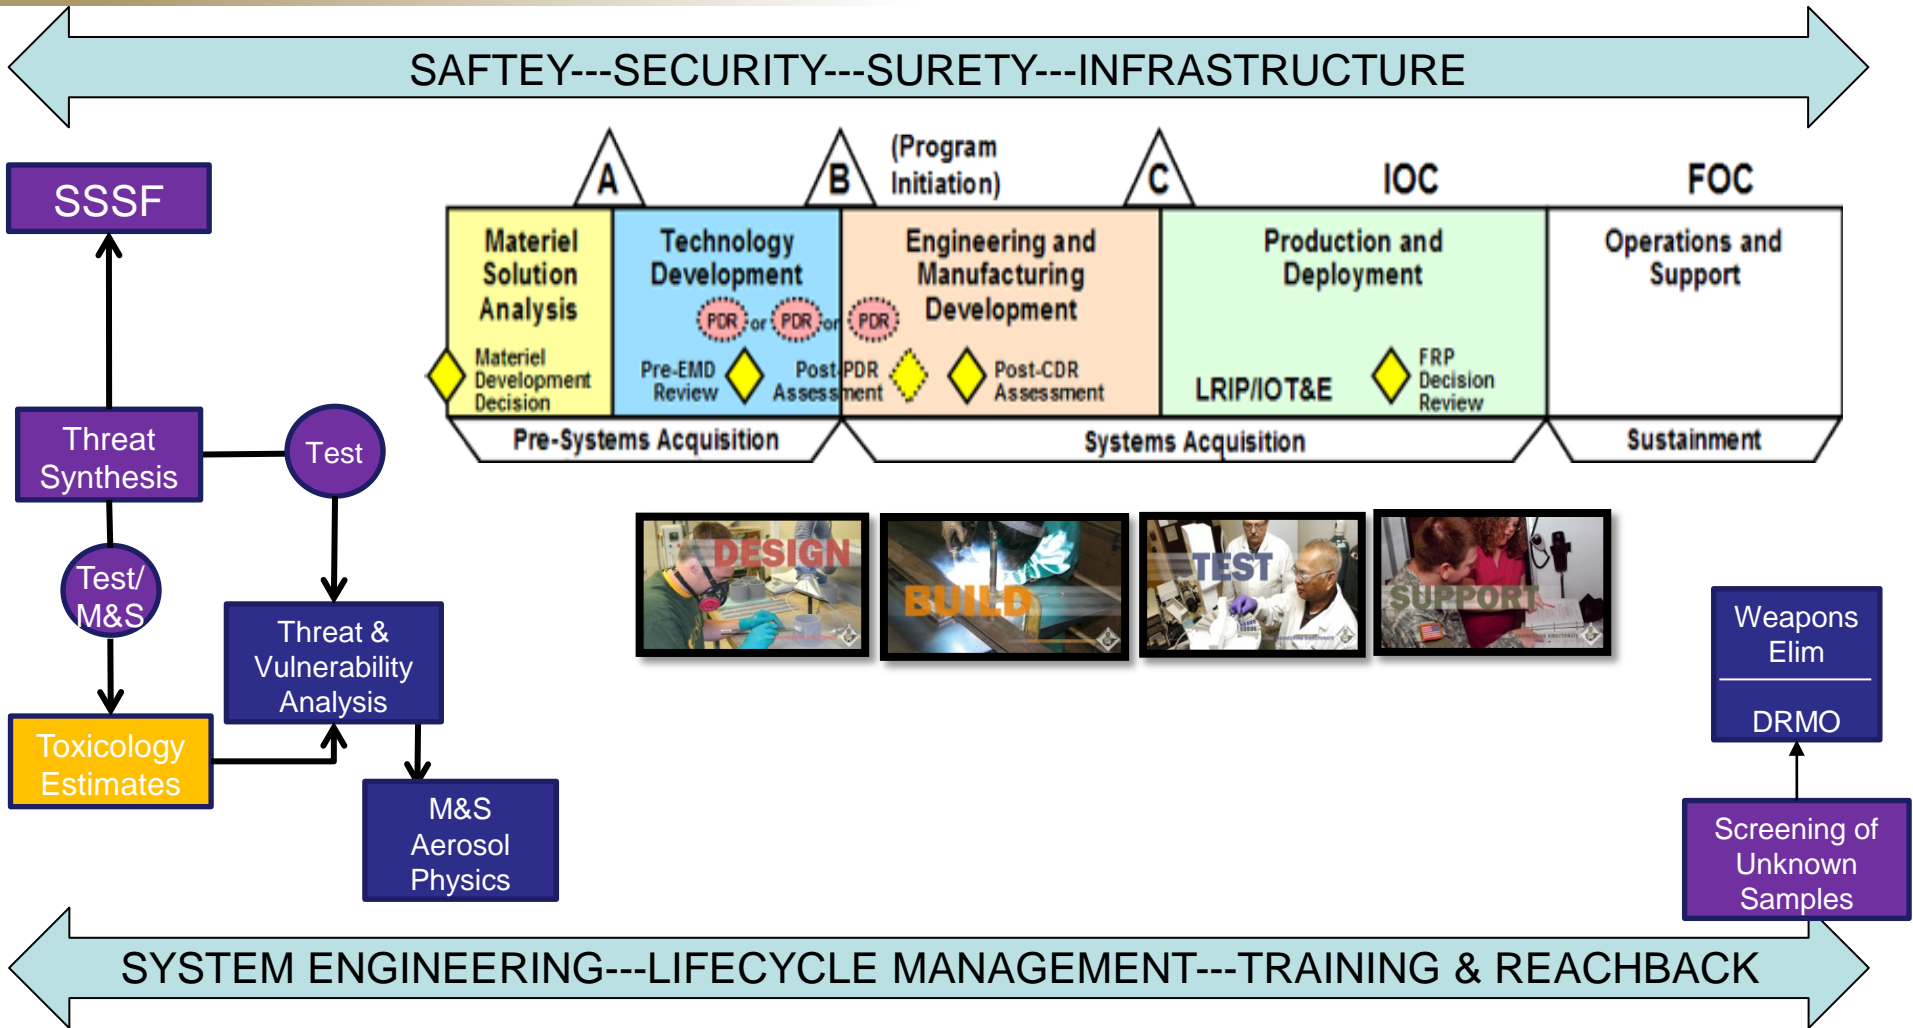 SAFTEY---SECURITY---SURETY---INFRASTRUCTURE
SSSF
Threat
Synthesis
Test
Test/
M&S
Toxicology
Estimates
Threat &
Vulnerability
Analysis
M&S
Aerosol
Physics
A
B
(Program
Initiation)
C
IOC
FOC
Materiel
Solution
Analysis
Technology
Development
Engineering and
Manufacturing
Development
Production and
Deployment
Operations and
Support
PDR or PDR or PDR
Materiel
Development
Decision
Pre-EMD
Review
Post-PDR
Assessment
Post-CDR
Assessment
LRIP/IOT&E
FRP
Decision
Review
Pre-Systems Acquisition
Systems Acquisition
Sustainment
DESIGN
BUILD
TEST
SUPPORT
Weapons
Elim
DRMO
Screening of
Unknown
Samples
SYSTEM ENGINEERING---LIFECYCLE MANAGEMENT---TRAINING & REACHBACK